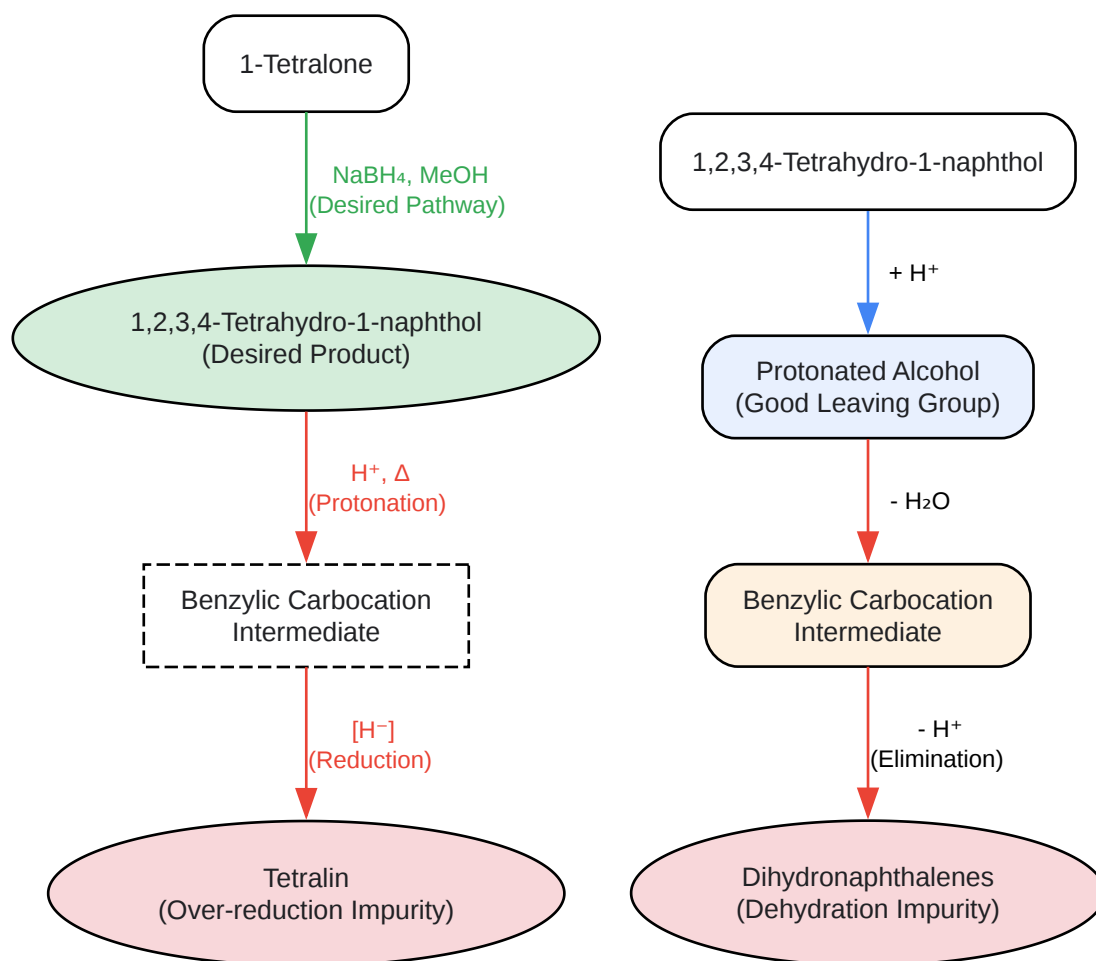 1-Tetralone
NaBH₄, MeOH
(Desired Pathway)
1,2,3,4-Tetrahydro-1-naphthol
(Desired Product)
H⁺, Δ
(Protonation)
Benzylic Carbocation
Intermediate
[H⁻]
(Reduction)
Tetralin
(Over-reduction Impurity)
1,2,3,4-Tetrahydro-1-naphthol
+ H⁺
Protonated Alcohol
(Good Leaving Group)
- H₂O
Benzylic Carbocation
Intermediate
- H⁺
(Elimination)
Dihydronaphthalenes
(Dehydration Impurity)